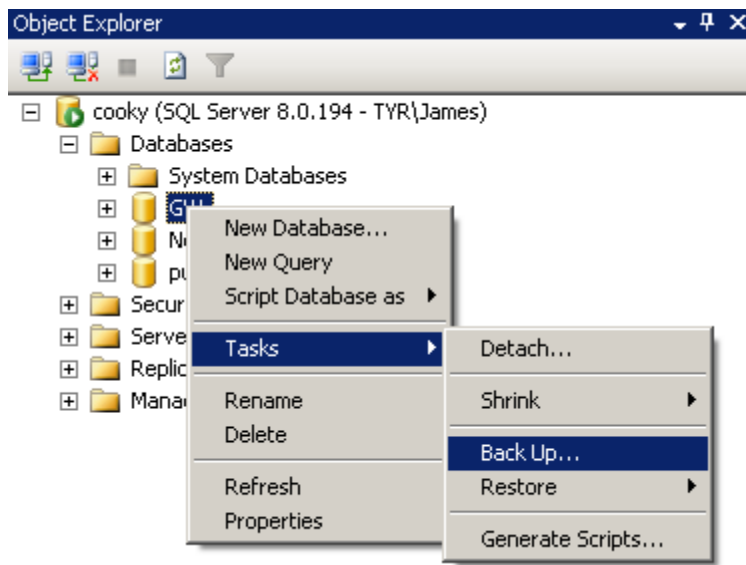 Object Explorer
cooky (SQL Server 8.0.194 - TYR\James)
Databases
System Databases
New Database...
New Query
Script Database as
Tasks
Rename
Delete
Refresh
Properties
Detach...
Shrink
Back Up...
Restore
Generate Scripts...